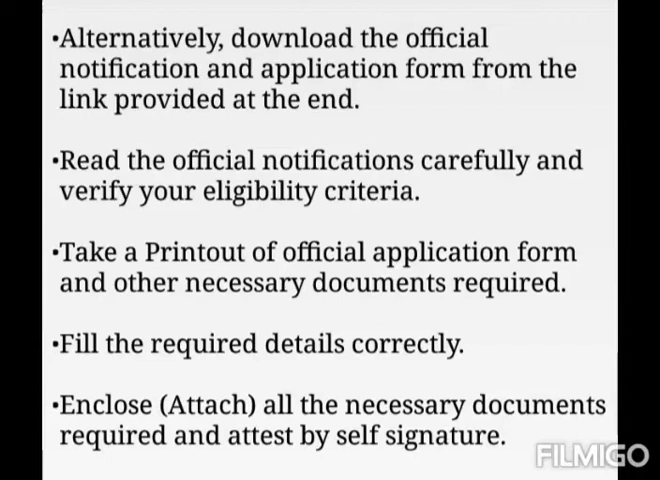 •Alternatively, download the official
notification and application form from the
link provided at the end.
•Read the official notifications carefully and
verify your eligibility criteria.
•Take a Printout of official application form
and other necessary documents required.
•Fill the required details correctly.
•Enclose (Attach) all the necessary documents
required and attest by self signature.
FILMIGO